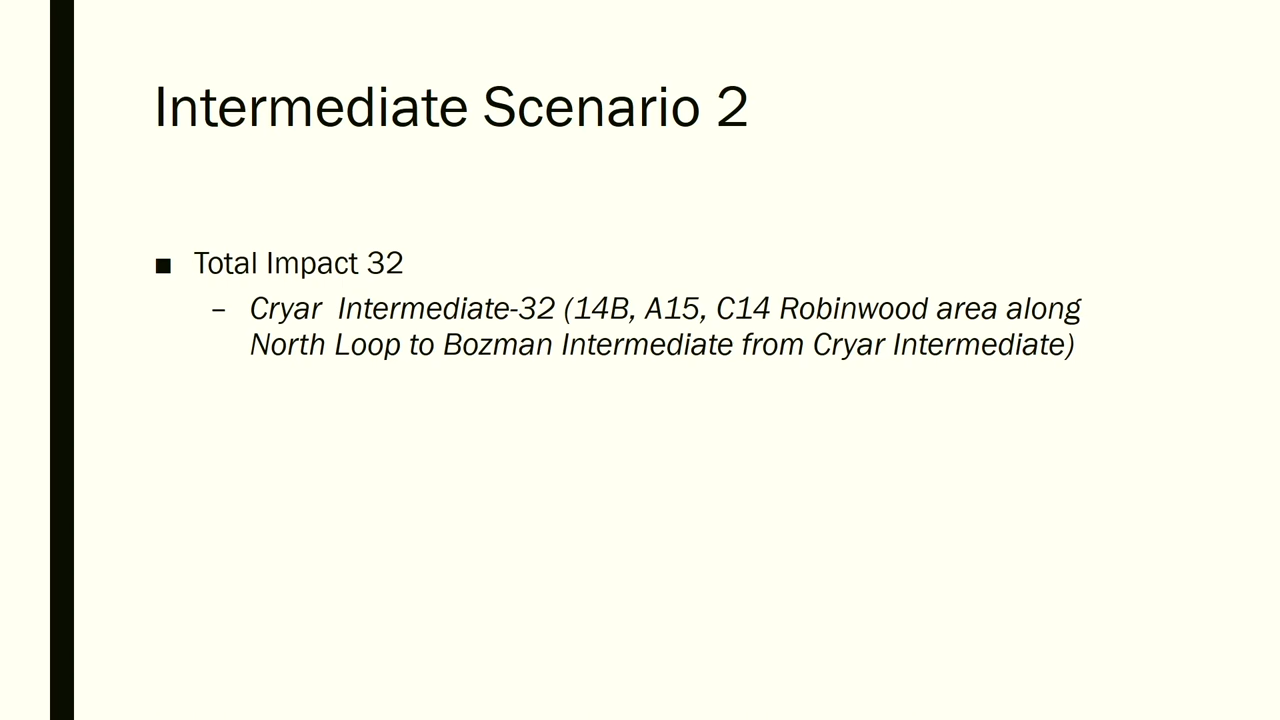 Intermediate Scenario 2
■ Total Impact 32
– Cryar  Intermediate-32 (14B, A15, C14 Robinwood area along
North Loop to Bozman Intermediate from Cryar Intermediate)